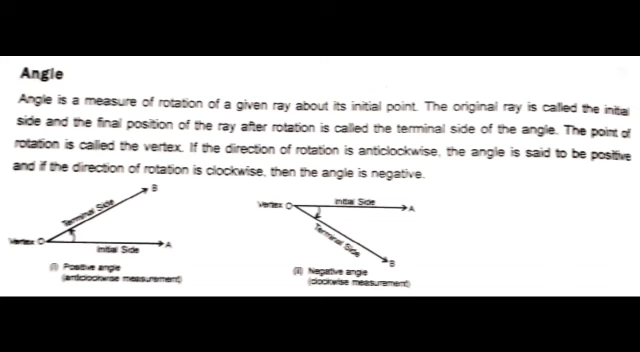 Angle
Angle is a measure of rotation of a given ray about its initial point. The original ray is called the initial
side and the final position of the ray after rotation is called the terminal side of the angle. The point of
rotation is called the vertex. If the direction of rotation is anticlockwise, the angle is said to be positive
and if the direction of rotation is clockwise, then the angle is negative.
B
Terminal Side
Vertex O
A
Initial Side
(i) Positive angle
(anticlockwise measurement)
Vertex O
Initial Side
A
Terminal Side
B
(ii) Negative angle
(clockwise measurement)